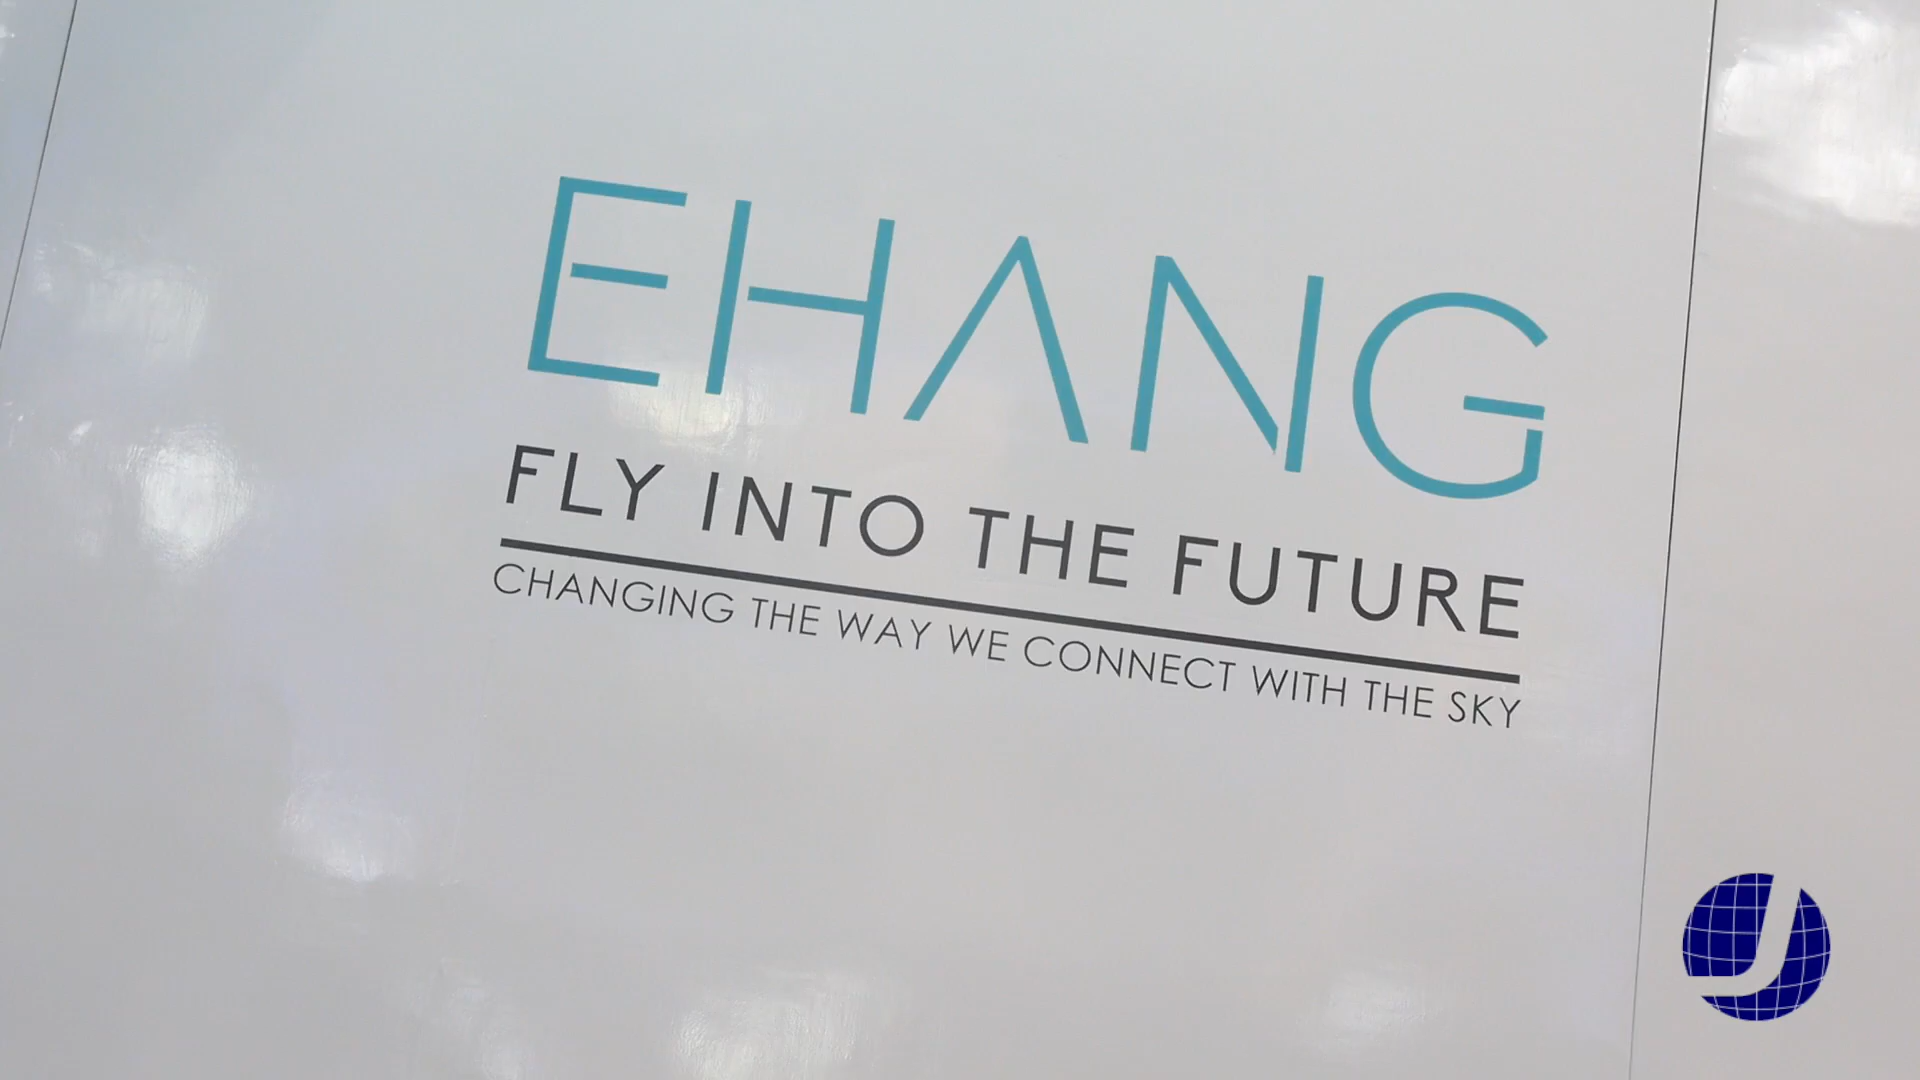 EHANG
FLY INTO THE FUTURE
CHANGING THE WAY WE CONNECT WITH THE SKY
J